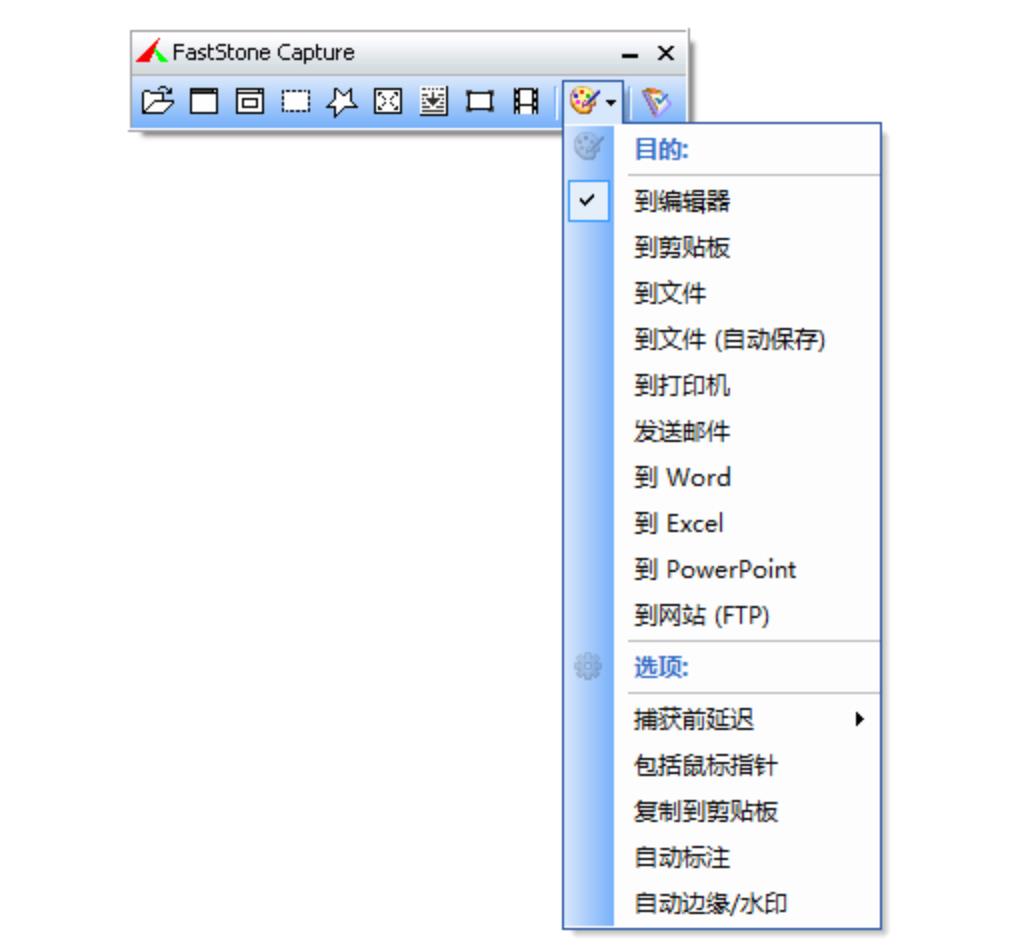 FastStone Capture
目的:
到编辑器
到剪贴板
到文件
到文件 (自动保存)
到打印机
发送邮件
到 Word
到 Excel
到 PowerPoint
到网站 (FTP)
选项:
捕获前延迟
包括鼠标指针
复制到剪贴板
自动标注
自动边缘/水印